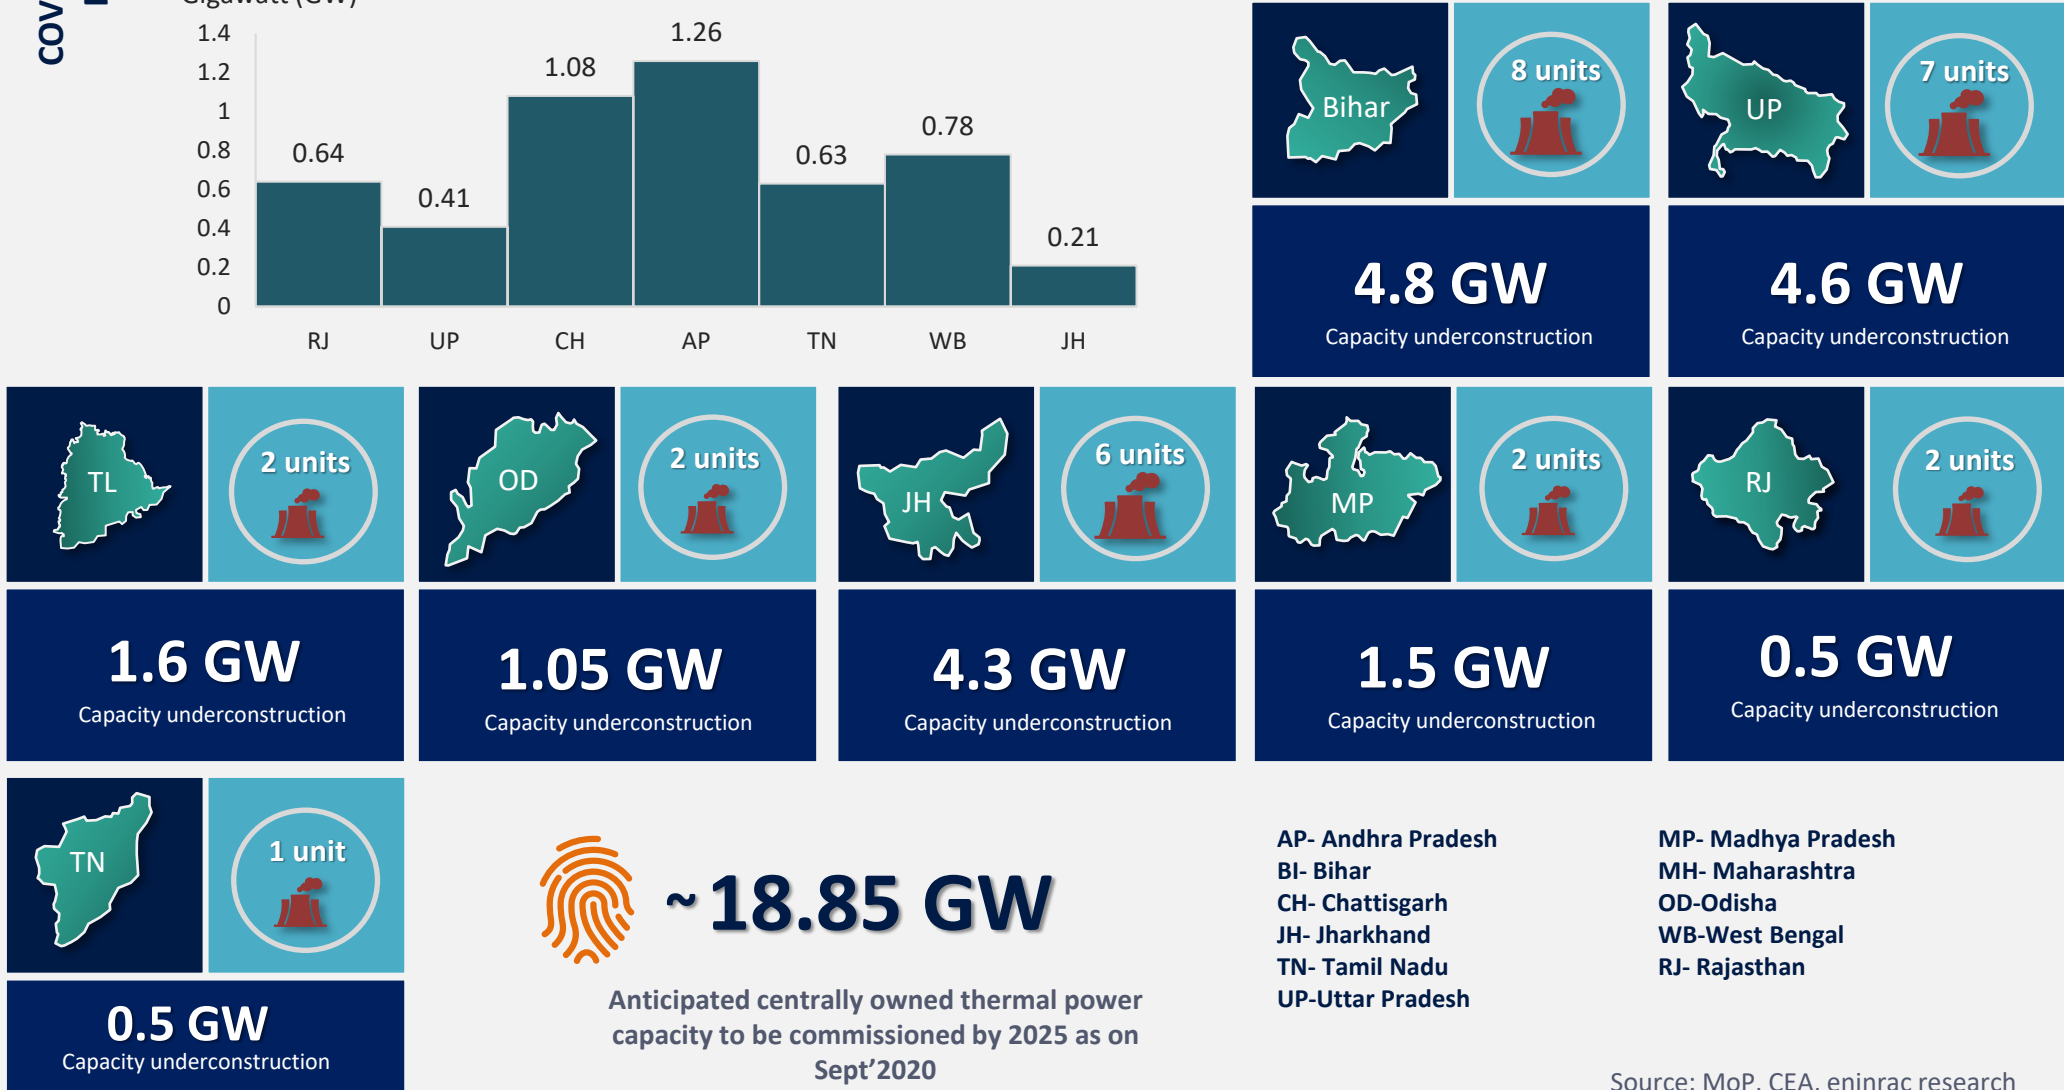 COV
Gigawatt (GW)
1.4
1.2
1
0.8
0.6
0.4
0.2
0
0.64
0.41
1.08
1.26
0.63
0.78
0.21
RJ
UP
CH
AP
TN
WB
JH
Bihar
8 units
4.8 GW
Capacity underconstruction
UP
7 units
4.6 GW
Capacity underconstruction
TL
2 units
1.6 GW
Capacity underconstruction
OD
2 units
1.05 GW
Capacity underconstruction
JH
6 units
4.3 GW
Capacity underconstruction
MP
2 units
1.5 GW
Capacity underconstruction
RJ
2 units
0.5 GW
Capacity underconstruction
TN
1 unit
0.5 GW
Capacity underconstruction
~18.85 GW
Anticipated centrally owned thermal power
capacity to be commissioned by 2025 as on
Sept'2020
AP- Andhra Pradesh
BI- Bihar
CH- Chattisgarh
JH- Jharkhand
TN- Tamil Nadu
UP-Uttar Pradesh
MP- Madhya Pradesh
MH- Maharashtra
OD-Odisha
WB-West Bengal
RJ- Rajasthan
Source: MoP, CEA, eninrac research